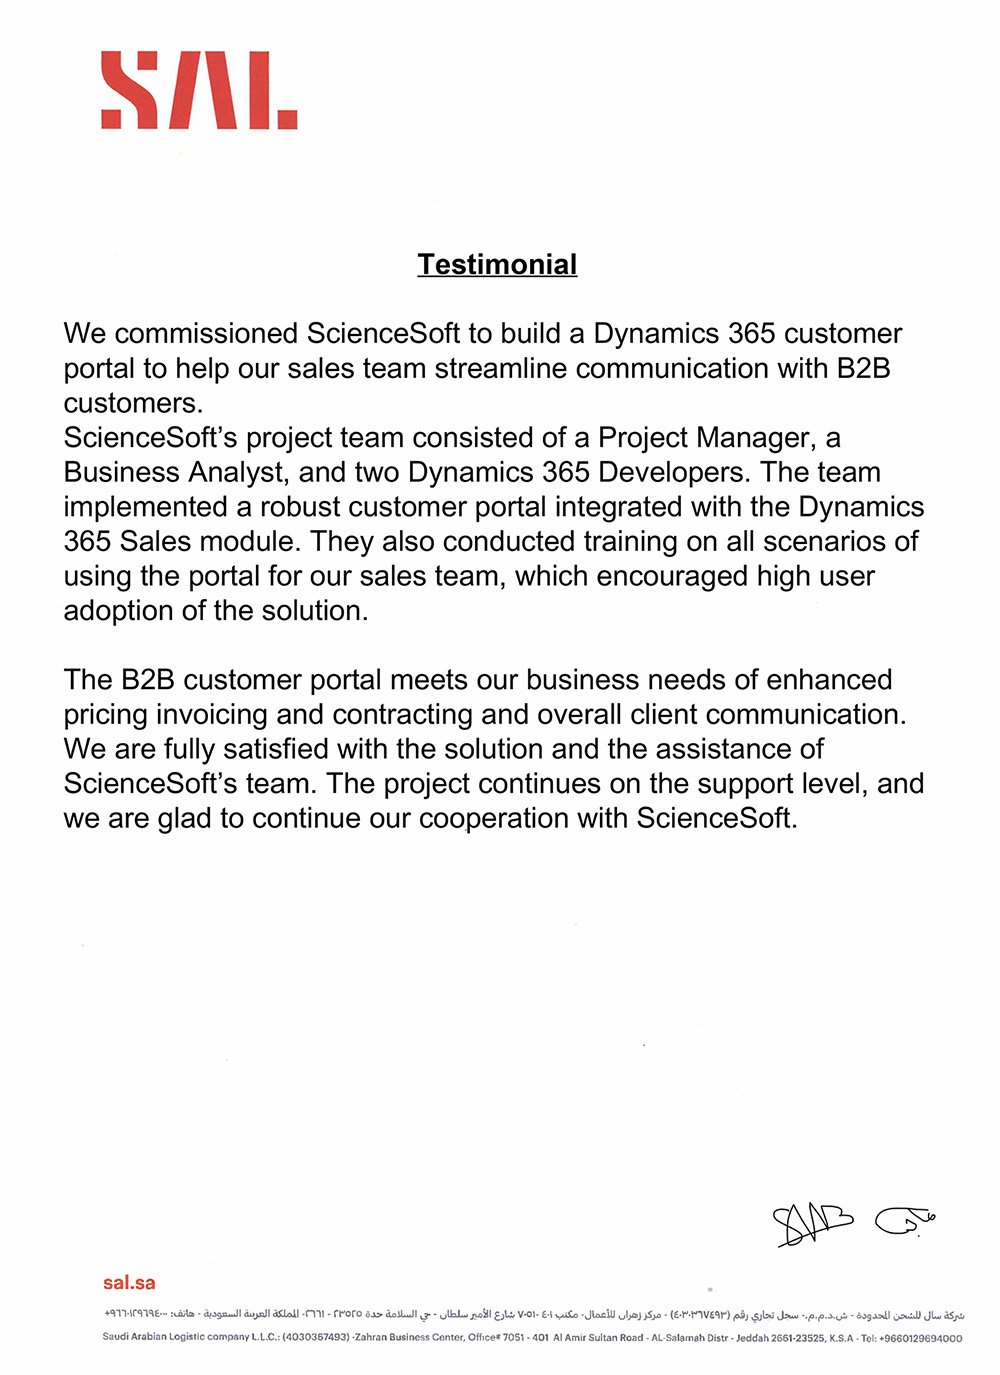 SAL
Testimonial
We commissioned ScienceSoft to build a Dynamics 365 customer
portal to help our sales team streamline communication with B2B
customers.
ScienceSoft’s project team consisted of a Project Manager, a
Business Analyst, and two Dynamics 365 Developers. The team
implemented a robust customer portal integrated with the Dynamics
365 Sales module. They also conducted training on all scenarios of
using the portal for our sales team, which encouraged high user
adoption of the solution.
The B2B customer portal meets our business needs of enhanced
pricing invoicing and contracting and overall client communication.
We are fully satisfied with the solution and the assistance of
ScienceSoft’s team. The project continues on the support level, and
we are glad to continue our cooperation with ScienceSoft.
sal.sa
شركة سال للشحن المحدودة - ش.د.م.م.- سجل تجاري رقم (٤٠٣٠٣٦٧٤٩٣) - مركز زهران للأعمال- مكتب ٤٠١ -٧٠٥١ شارع الأمير سلطان - حي السلامة جدة ٢٣٥٢٥ - ٢٦٦١- المملكة العربية السعودية - هاتف: ٩٦٦٠١٢٩٦٩٤٠٠٠+
Saudi Arabian Logistic company L.L.C.: (4030367493) -Zahran Business Center, Office# 7051 - 401 Al Amir Sultan Road - AL-Salamah Distr - Jeddah 2661-23525, K.S.A - Tel: +9660129694000